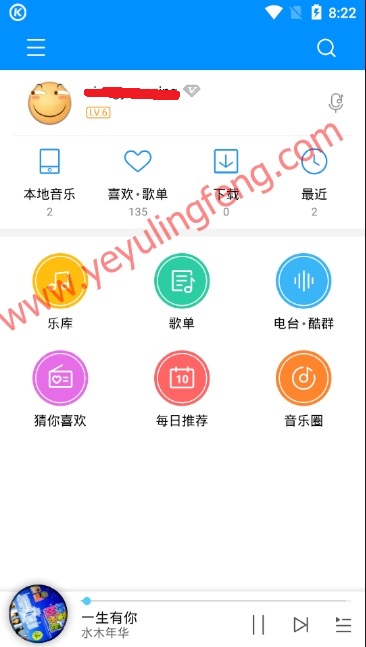 8:22
LV.6
本地音乐 喜欢·歌单 下载 最近
2 135 0 2
www.yeyulingfeng.com
乐库 歌单 电台·酷群
10
猜你喜欢 每日推荐 音乐圈
一生有你
水木年华